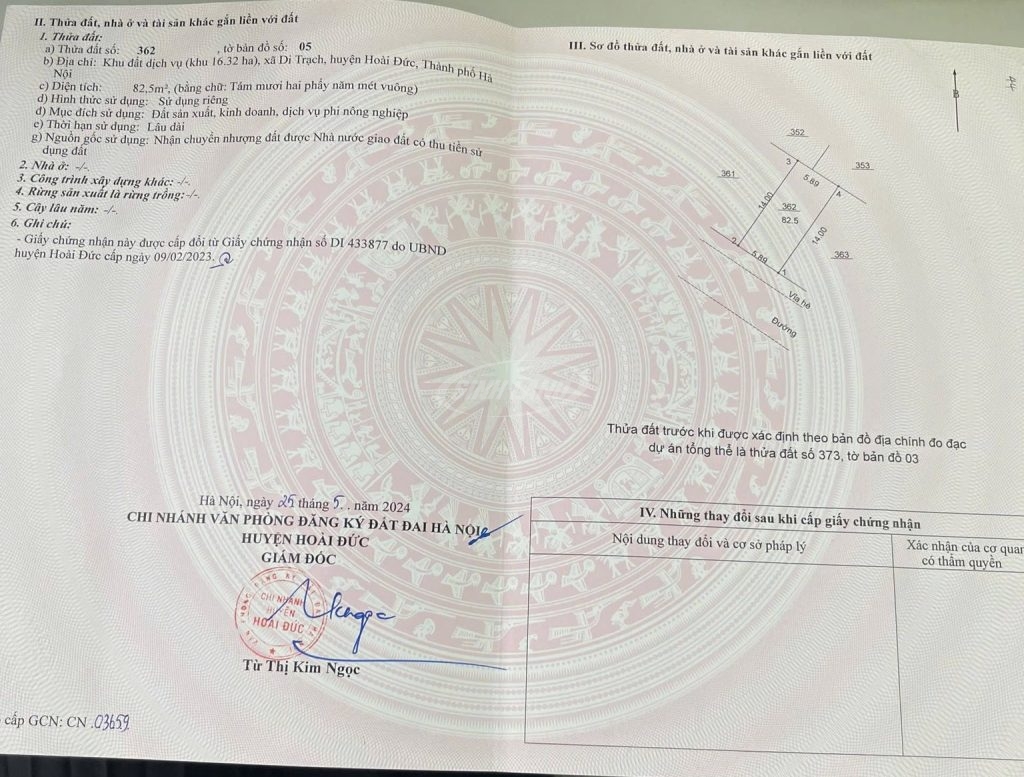 II. Thửa đất, nhà ở và tài sản khác gắn liền với đất
1. Thửa đất:
a) Thửa đất số: 362 , tờ bản đồ số: 05
b) Địa chỉ: Khu đất dịch vụ (khu 16.32 ha), xã Di Trạch, huyện Hoài Đức, Thành phố Hà
Nội
c) Diện tích: 82,5m², (bằng chữ: Tám mươi hai phẩy năm mét vuông)
d) Hình thức sử dụng: Sử dụng riêng
đ) Mục đích sử dụng: Đất sản xuất, kinh doanh, dịch vụ phi nông nghiệp
e) Thời hạn sử dụng: Lâu dài
g) Nguồn gốc sử dụng: Nhận chuyển nhượng đất được Nhà nước giao đất có thu tiền sử
dụng đất
2. Nhà ở: -/-.
3. Công trình xây dựng khác: -/-.
4. Rừng sản xuất là rừng trồng: -/-.
5. Cây lâu năm: -/-.
6. Ghi chú:
- Giấy chứng nhận này được cấp đổi từ Giấy chứng nhận số DI 433877 do UBND
huyện Hoài Đức cấp ngày 09/02/2023.
Hà Nội, ngày 25 tháng 5. . năm 2024
CHI NHÁNH VĂN PHÒNG ĐĂNG KÝ ĐẤT ĐAI HÀ NỘI
HUYỆN HOÀI ĐỨC
GIÁM ĐỐC
CHI NHÁNH
HUYỆN
HOÀI ĐỨC
Từ Thị Kim Ngọc
cấp GCN: CN .03659
III. Sơ đồ thửa đất, nhà ở và tài sản khác gắn liền với đất
B
352
3
353
361
5.89
4
14.00
362
82.5
14.00
2
5.89
1
363
Vỉa hè
Đường
Thửa đất trước khi được xác định theo bản đồ địa chính đo đạc
dự án tổng thể là thửa đất số 373, tờ bản đồ 03
IV. Những thay đổi sau khi cấp giấy chứng nhận
Nội dung thay đổi và cơ sở pháp lý
Xác nhận của cơ quan
có thẩm quyền